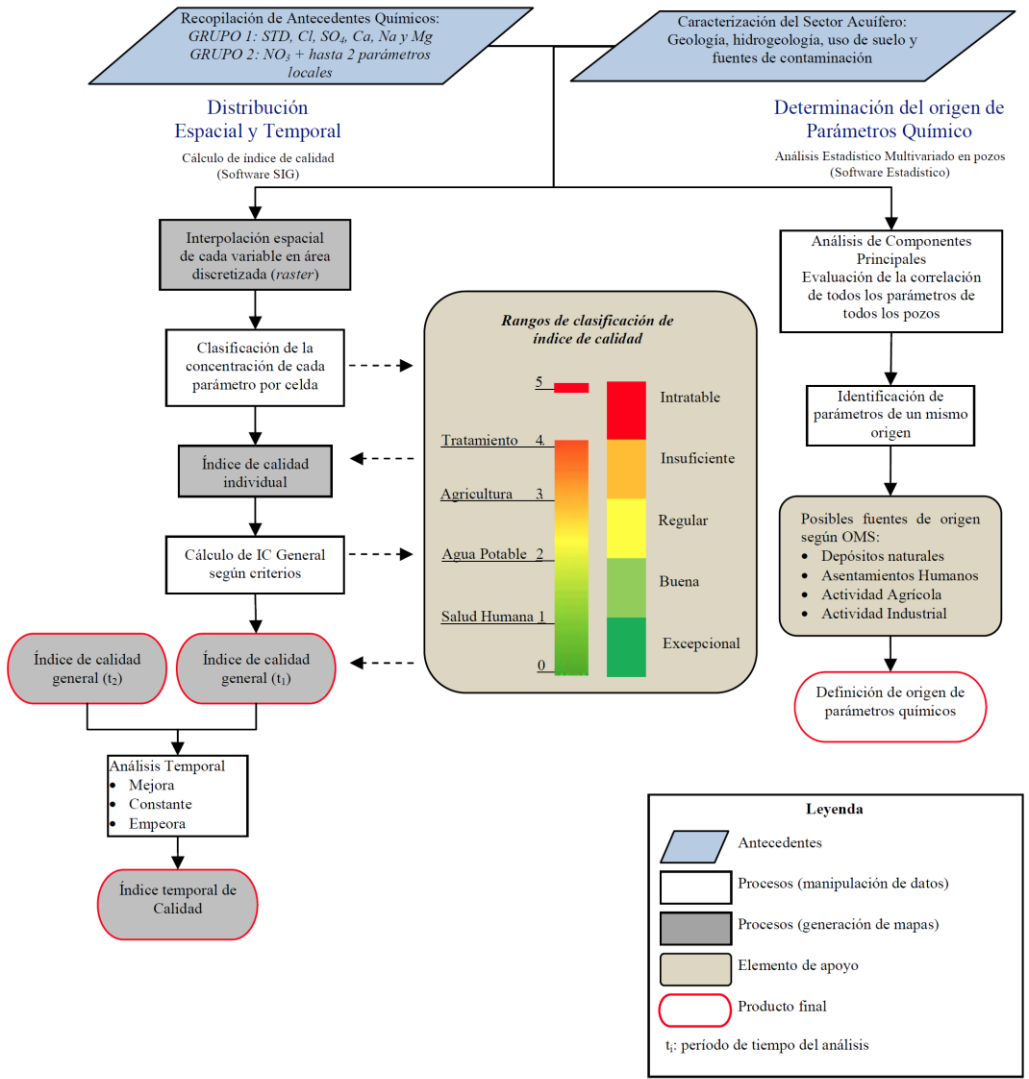 Recopilación de Antecedentes Químicos:
GRUPO 1: STD, Cl, SO₄, Ca, Na y Mg
GRUPO 2: NO₃ + hasta 2 parámetros
locales
Caracterización del Sector Acuífero:
Geología, hidrogeología, uso de suelo y
fuentes de contaminación
Distribución
Espacial y Temporal
Cálculo de índice de calidad
(Software SIG)
Determinación del origen de
Parámetros Químico
Análisis Estadístico Multivariado en pozos
(Software Estadístico)
Interpolación espacial
de cada variable en área
discretizada (raster)
Clasificación de la
concentración de cada
parámetro por celda
Índice de calidad
individual
Cálculo de IC General
según criterios
Índice de calidad
general (t₂)
Índice de calidad
general (t₁)
Análisis Temporal
• Mejora
• Constante
• Empeora
Índice temporal de
Calidad
Rangos de clasificación de
índice de calidad
5
Intratable
Tratamiento 4
Insuficiente
Agricultura 3
Regular
Agua Potable 2
Buena
Salud Humana 1
Excepcional
0
Análisis de Componentes
Principales
Evaluación de la correlación
de todos los parámetros de
todos los pozos
Identificación de
parámetros de un mismo
origen
Posibles fuentes de origen
según OMS:
• Depósitos naturales
• Asentamientos Humanos
• Actividad Agrícola
• Actividad Industrial
Definición de origen de
parámetros químicos
Leyenda
Antecedentes
Procesos (manipulación de datos)
Procesos (generación de mapas)
Elemento de apoyo
Producto final
tᵢ: período de tiempo del análisis